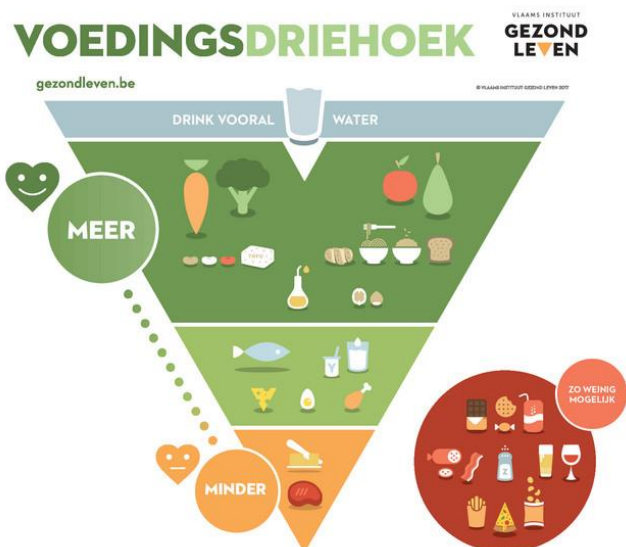 VOEDINGSDRIEHOEK
VLAAMS INSTITUUT
GEZOND
LEVEN
gezondleven.be
© VLAAMS INSTITUUT GEZOND LEVEN 2017
DRINK VOORAL WATER
MEER
TOFU
Y
ZO WEINIG
MOGELIJK
Z
MINDER